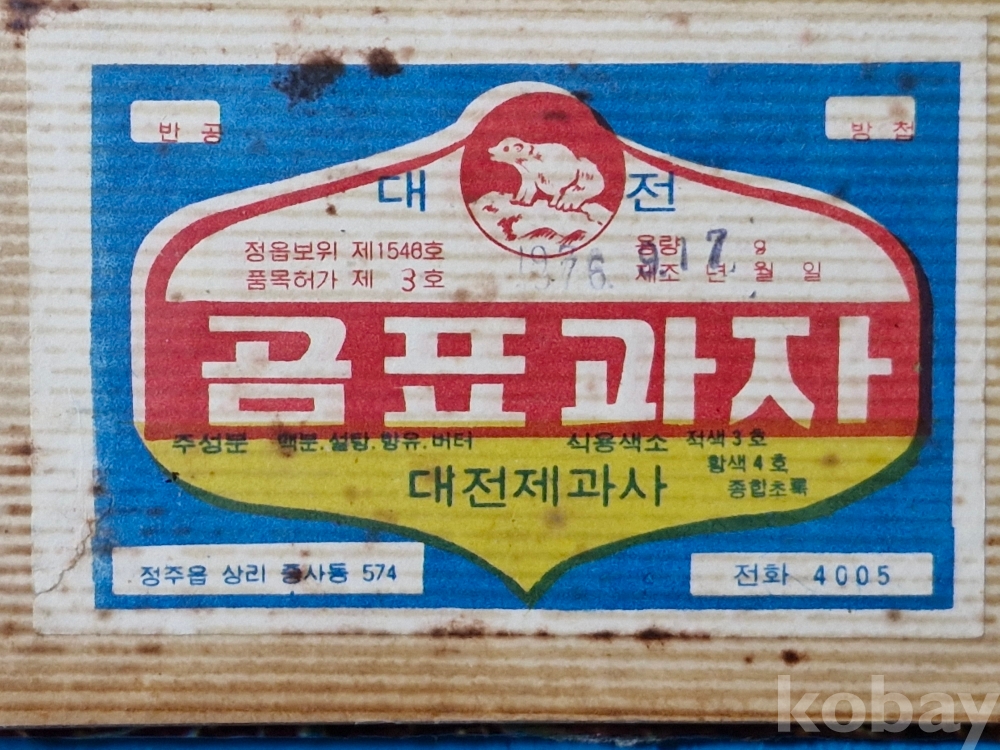 반공 방첩
대 전
정읍보위 제1546호 용량 g
품목허가 제 3호 제조 년 월 일
1976. 9. 17.
곰표과자
주성분 맥분.설탕.향유.버터 식용색소 적색3호
황색4호
종합초록
대전제과사
정주읍 상리 중사동 574 전화 4005
kobay